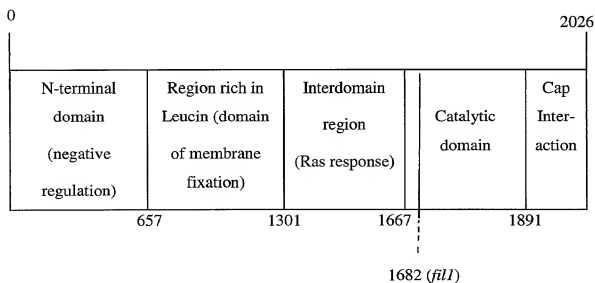 0
2026
N-terminal
domain
(negative
regulation)
Region rich in
Leucin (domain
of membrane
fixation)
Interdomain
region
(Ras response)
Catalytic
domain
Cap
Inter-
action
657
1301
1667
1891
1682 (fil1)